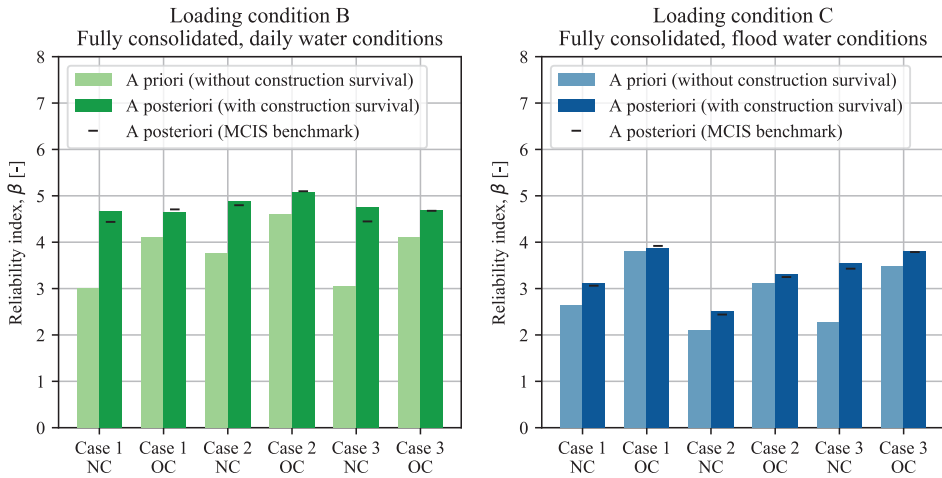 Loading condition B
Fully consolidated, daily water conditions
8
7
6
5
4
3
2
1
0
Reliability index, β [-]
A priori (without construction survival)
A posteriori (with construction survival)
A posteriori (MCIS benchmark)
Case 1 Case 1 Case 2 Case 2 Case 3 Case 3
NC OC NC OC NC OC
Loading condition C
Fully consolidated, flood water conditions
8
7
6
5
4
3
2
1
0
Reliability index, β [-]
A priori (without construction survival)
A posteriori (with construction survival)
A posteriori (MCIS benchmark)
Case 1 Case 1 Case 2 Case 2 Case 3 Case 3
NC OC NC OC NC OC